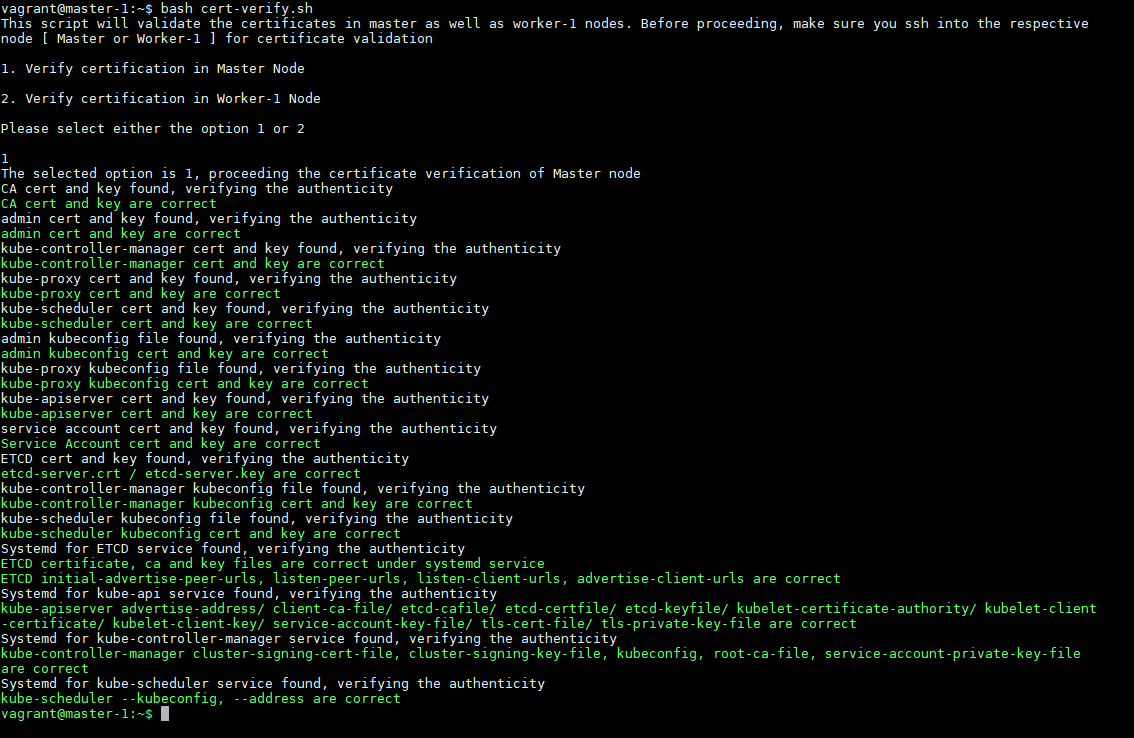 vagrant@master-1:~$ bash cert-verify.sh
This script will validate the certificates in master as well as worker-1 nodes. Before proceeding, make sure you ssh into the respective
node [ Master or Worker-1 ] for certificate validation
1. Verify certification in Master Node
2. Verify certification in Worker-1 Node
Please select either the option 1 or 2
1
The selected option is 1, proceeding the certificate verification of Master node
CA cert and key found, verifying the authenticity
CA cert and key are correct
admin cert and key found, verifying the authenticity
admin cert and key are correct
kube-controller-manager cert and key found, verifying the authenticity
kube-controller-manager cert and key are correct
kube-proxy cert and key found, verifying the authenticity
kube-proxy cert and key are correct
kube-scheduler cert and key found, verifying the authenticity
kube-scheduler cert and key are correct
admin kubeconfig file found, verifying the authenticity
admin kubeconfig cert and key are correct
kube-proxy kubeconfig file found, verifying the authenticity
kube-proxy kubeconfig cert and key are correct
kube-apiserver cert and key found, verifying the authenticity
kube-apiserver cert and key are correct
service account cert and key found, verifying the authenticity
Service Account cert and key are correct
ETCD cert and key found, verifying the authenticity
etcd-server.crt / etcd-server.key are correct
kube-controller-manager kubeconfig file found, verifying the authenticity
kube-controller-manager kubeconfig cert and key are correct
kube-scheduler kubeconfig file found, verifying the authenticity
kube-scheduler kubeconfig cert and key are correct
Systemd for ETCD service found, verifying the authenticity
ETCD certificate, ca and key files are correct under systemd service
ETCD initial-advertise-peer-urls, listen-peer-urls, listen-client-urls, advertise-client-urls are correct
Systemd for kube-api service found, verifying the authenticity
kube-apiserver advertise-address/ client-ca-file/ etcd-cafile/ etcd-certfile/ etcd-keyfile/ kubelet-certificate-authority/ kubelet-client
-certificate/ kubelet-client-key/ service-account-key-file/ tls-cert-file/ tls-private-key-file are correct
Systemd for kube-controller-manager service found, verifying the authenticity
kube-controller-manager cluster-signing-cert-file, cluster-signing-key-file, kubeconfig, root-ca-file, service-account-private-key-file
are correct
Systemd for kube-scheduler service found, verifying the authenticity
kube-scheduler --kubeconfig, --address are correct
vagrant@master-1:~$